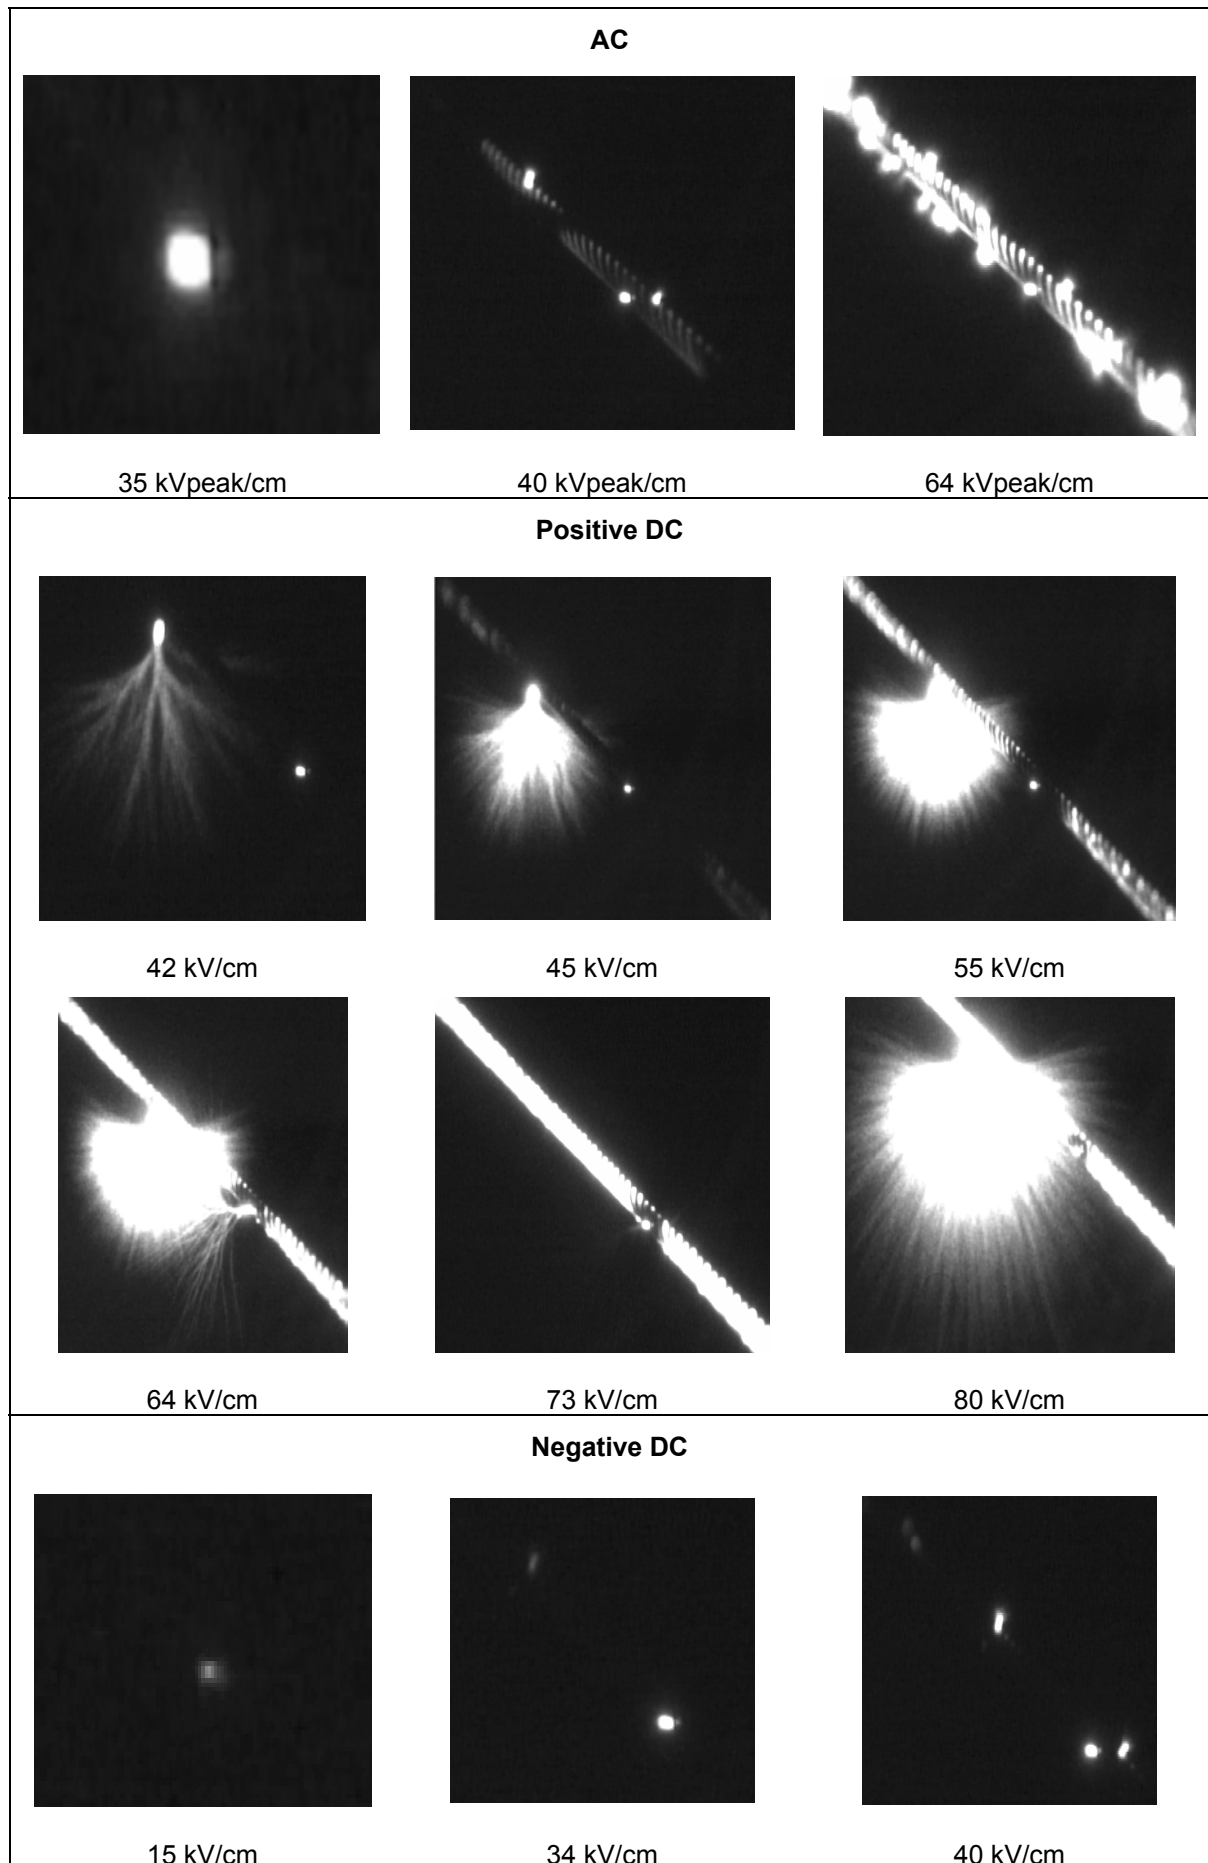 AC
35 kVpeak/cm 40 kVpeak/cm 64 kVpeak/cm
Positive DC
42 kV/cm 45 kV/cm 55 kV/cm
64 kV/cm 73 kV/cm 80 kV/cm
Negative DC
15 kV/cm 34 kV/cm 40 kV/cm